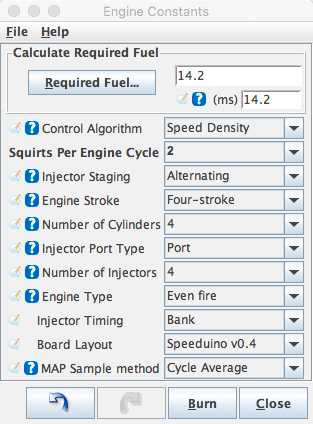 Engine Constants
File Help
Calculate Required Fuel
Required Fuel... 14.2
(ms) 14.2
Control Algorithm Speed Density
Squirts Per Engine Cycle 2
Injector Staging Alternating
Engine Stroke Four-stroke
Number of Cylinders 4
Injector Port Type Port
Number of Injectors 4
Engine Type Even fire
Injector Timing Bank
Board Layout Speeduino v0.4
MAP Sample method Cycle Average
Burn Close